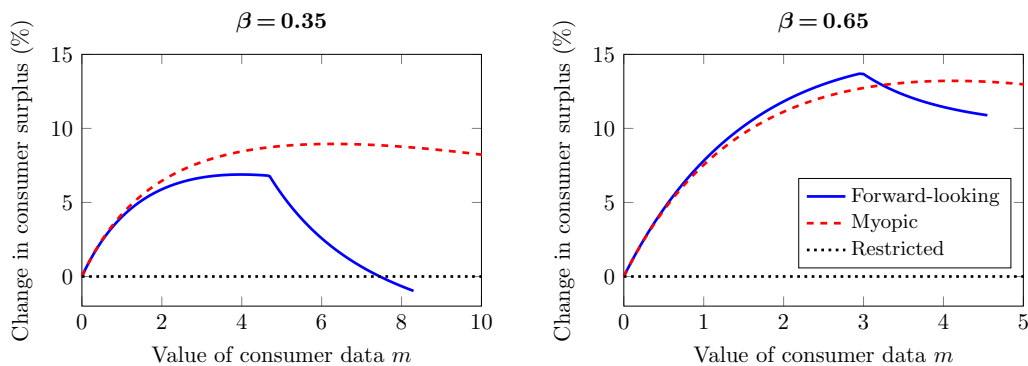 β = 0.35
Change in consumer surplus (%)
15
10
5
0
0 2 4 6 8 10
Value of consumer data m
β = 0.65
Change in consumer surplus (%)
15
10
5
0
Forward-looking
Myopic
Restricted
0 1 2 3 4 5
Value of consumer data m